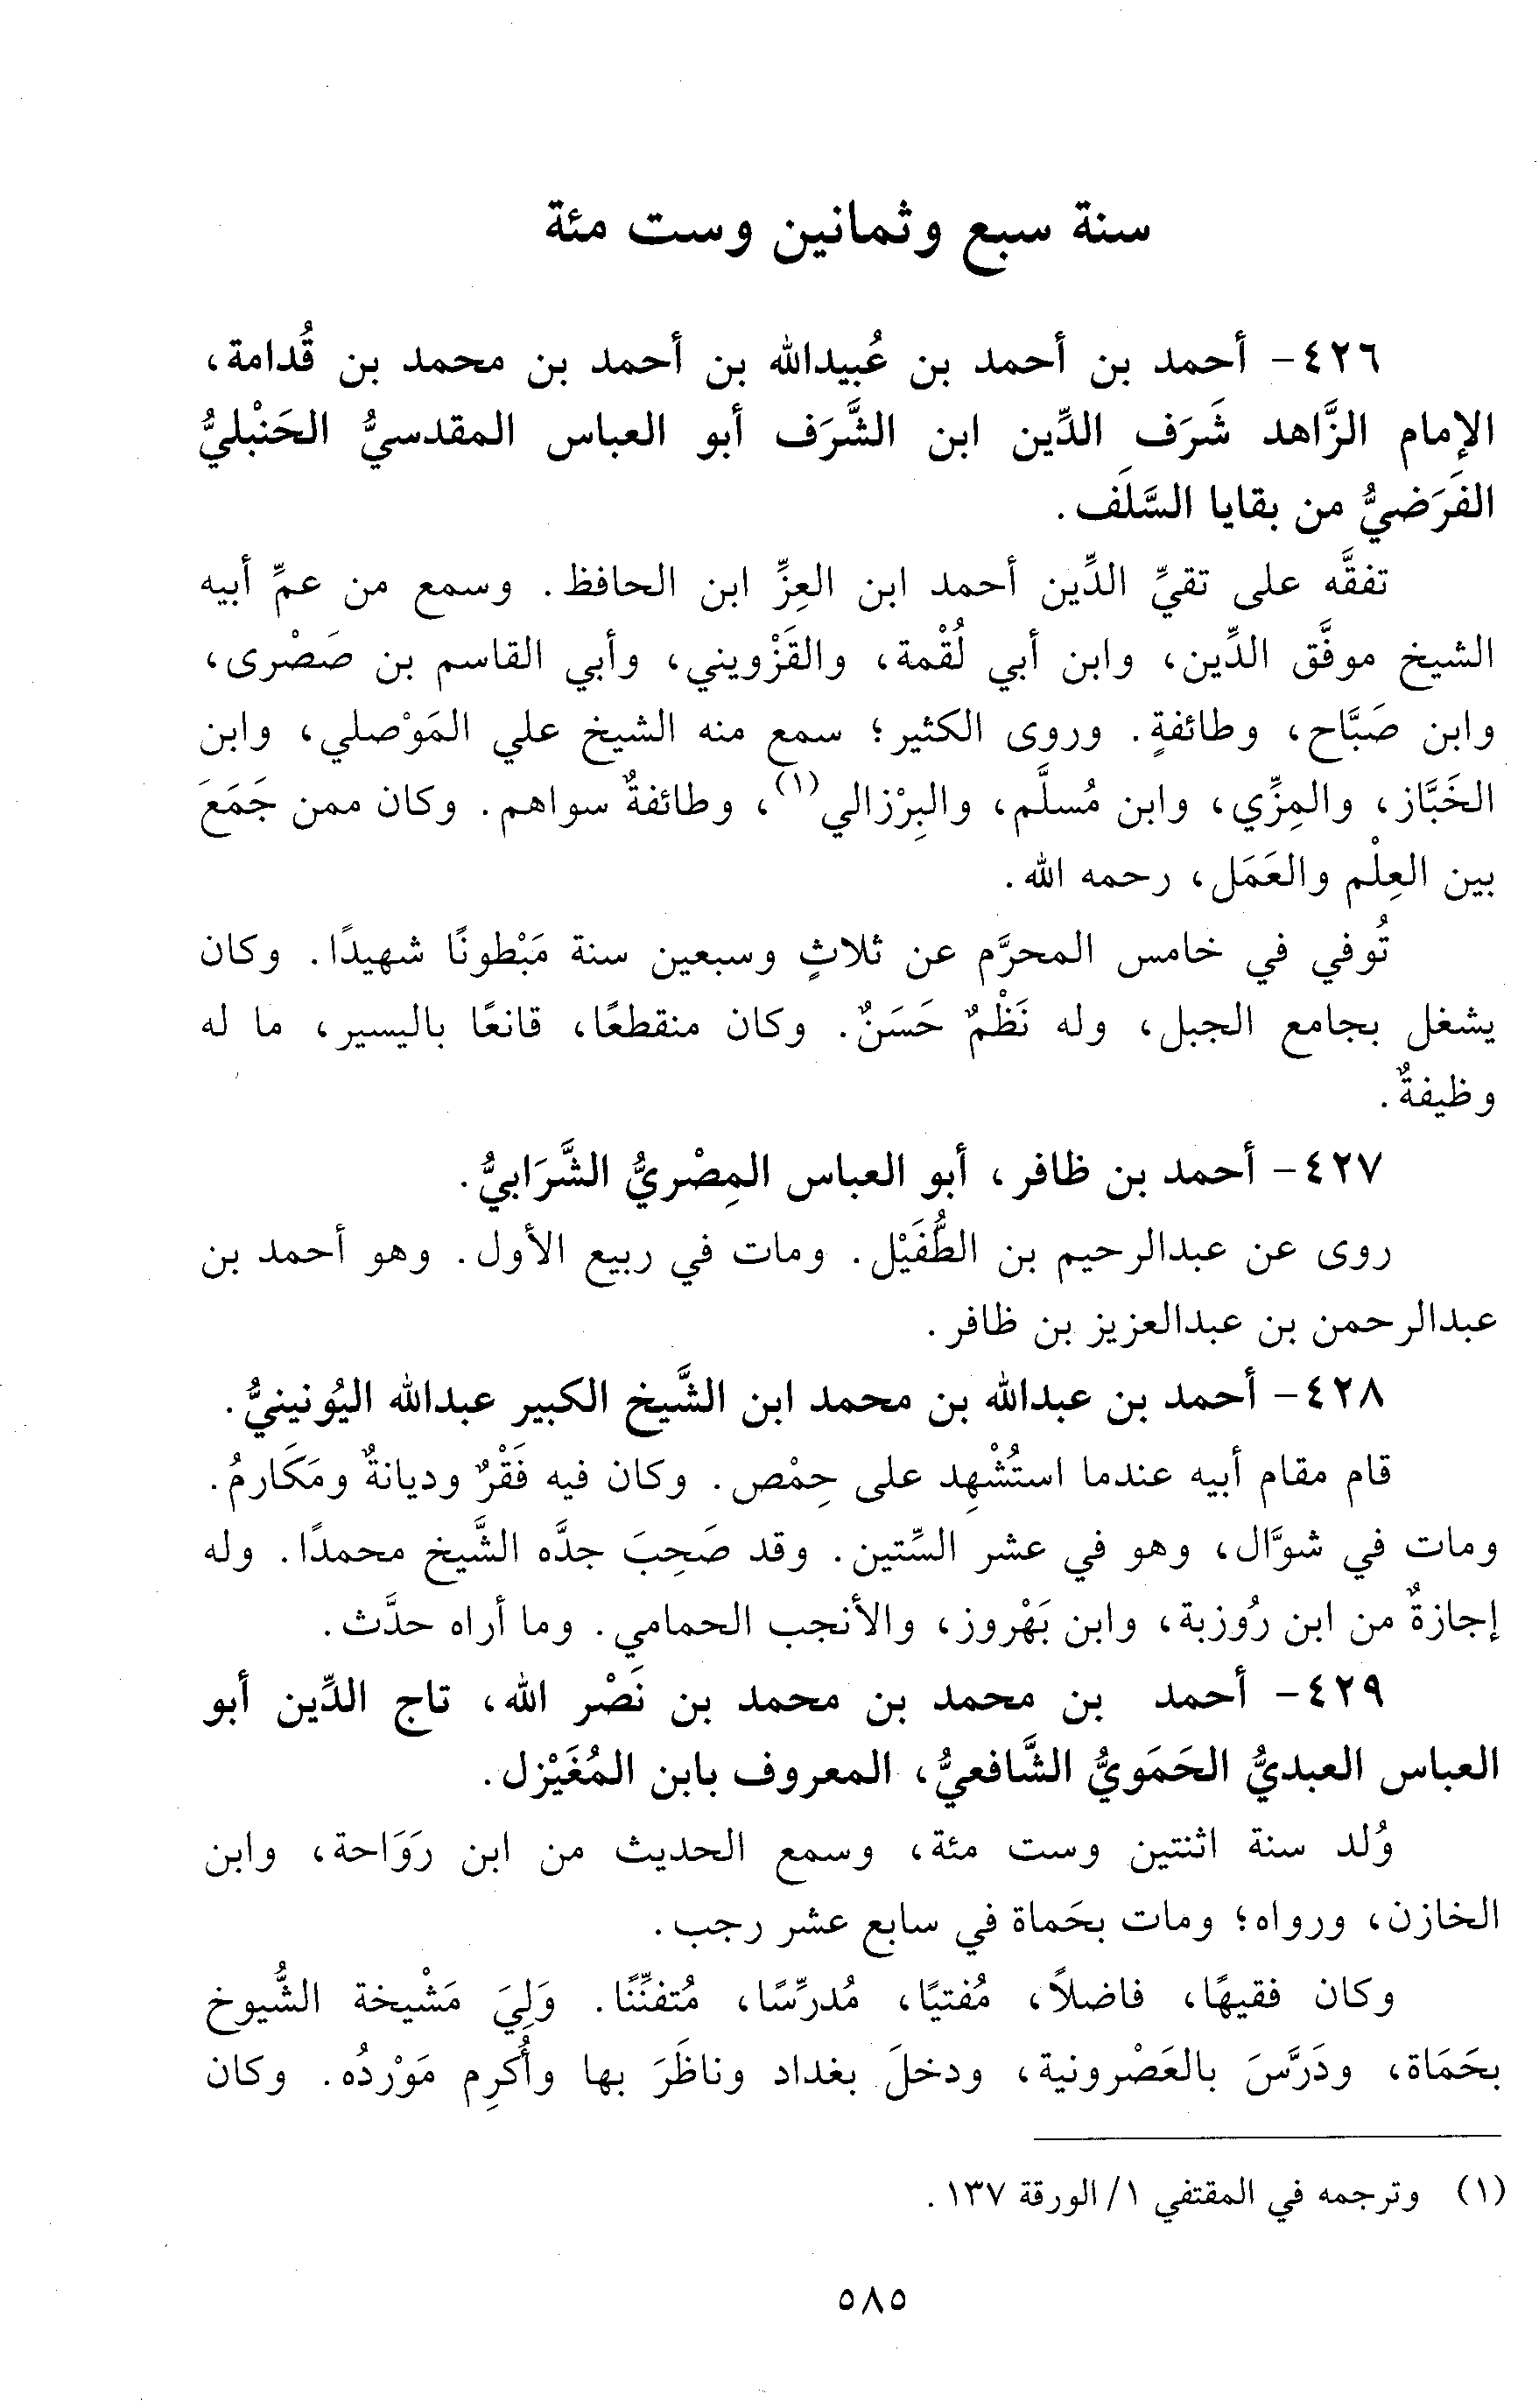 سنة سبع وثمانين وست مئة
٤٢٦- أحمد بن أحمد بن عُبيدالله بن أحمد بن محمد بن قُدامة،
الإمام الزَّاهد شَرَف الدِّين ابن الشَّرَف أبو العباس المقدسيُّ الحَنْبليُّ
الفَرَضيُّ من بقايا السَّلَف.
تفقَّه على تقيِّ الدِّين أحمد ابن العِزِّ ابن الحافظ. وسمع من عمِّ أبيه
الشيخ موفَّق الدِّين، وابن أبي لُقْمة، والقَزْويني، وأبي القاسم بن صَصْرى،
وابن صَبَّاح، وطائفةٍ. وروى الكثير؛ سمع منه الشيخ علي المَوْصلي، وابن
الخَبَّاز، والمِزِّي، وابن مُسلَّم، والبِرْزالي(١)، وطائفةٌ سواهم. وكان ممن جَمَعَ
بين العِلْم والعَمَل، رحمه الله.
تُوفي في خامس المحرَّم عن ثلاثٍ وسبعين سنة مَبْطونًا شهيدًا. وكان
يشغل بجامع الجبل، وله نَظْمٌ حَسَنٌ. وكان منقطعًا، قانعًا باليسير، ما له
وظيفةٌ.
٤٢٧- أحمد بن ظافر، أبو العباس المِصْريُّ الشَّرَابيُّ.
روى عن عبدالرحيم بن الطُّفَيْل. ومات في ربيع الأول. وهو أحمد بن
عبدالرحمن بن عبدالعزيز بن ظافر.
٤٢٨- أحمد بن عبدالله بن محمد ابن الشَّيخ الكبير عبدالله اليُونينيُّ.
قام مقام أبيه عندما استُشْهِد على حِمْص. وكان فيه فَقْرٌ وديانةٌ ومَكَارمُ.
ومات في شوَّال، وهو في عشر السِّتين. وقد صَحِبَ جدَّه الشَّيخ محمدًا. وله
إجازةٌ من ابن رُوزبة، وابن بَهْروز، والأنجب الحمامي. وما أراه حدَّث.
٤٢٩- أحمد بن محمد بن محمد بن نَصْر الله، تاج الدِّين أبو
العباس العبديُّ الحَمَويُّ الشَّافعيُّ، المعروف بابن المُغَيْزل.
وُلد سنة اثنتين وست مئة، وسمع الحديث من ابن رَوَاحة، وابن
الخازن، ورواه؛ ومات بحَماة في سابع عشر رجب.
وكان فقيهًا، فاضلاً، مُفتيًا، مُدرِّسًا، مُتفنِّنًا. وَلِيَ مَشْيخة الشُّيوخ
بحَمَاة، ودَرَّسَ بالعَصْرونية، ودخلَ بغداد وناظَرَ بها وأُكرِم مَوْردُه. وكان
(١) وترجمه في المقتفي ١/ الورقة ١٣٧.
٥٨٥